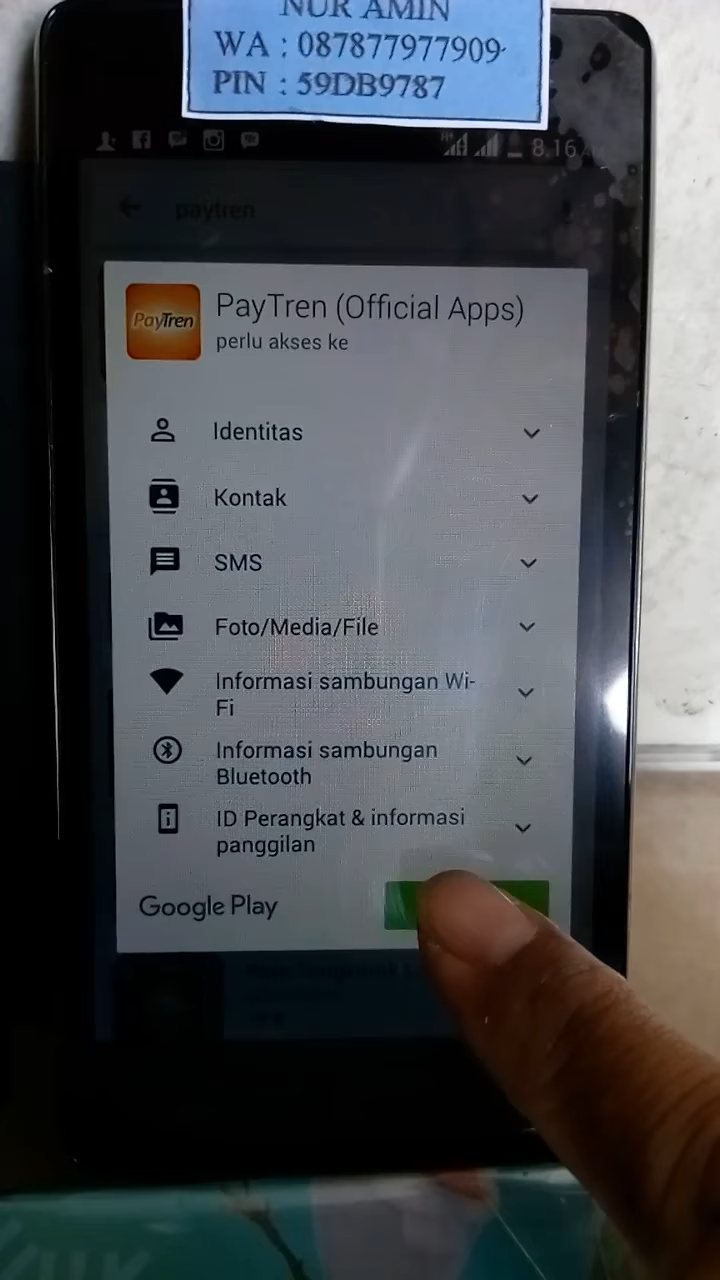 NUR AMIN
WA : 087877977909
PIN : 59DB9787
8.16
paytren
PayTren
PayTren (Official Apps)
perlu akses ke
Identitas
Kontak
SMS
Foto/Media/File
Informasi sambungan Wi-
Fi
Informasi sambungan
Bluetooth
ID Perangkat & informasi
panggilan
Google Play